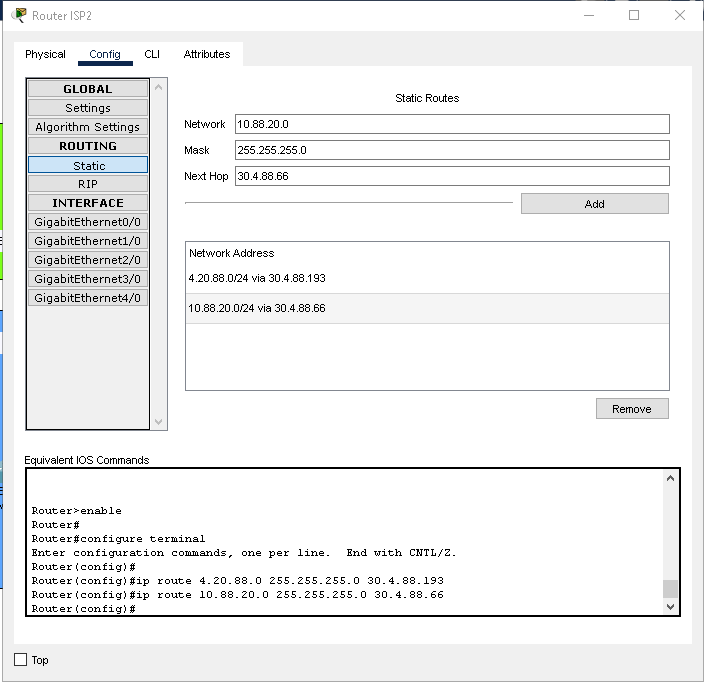 Router ISP2
Physical Config CLI Attributes
GLOBAL
Settings
Algorithm Settings
ROUTING
Static
RIP
INTERFACE
GigabitEthernet0/0
GigabitEthernet1/0
GigabitEthernet2/0
GigabitEthernet3/0
GigabitEthernet4/0
Static Routes
Network 10.88.20.0
Mask 255.255.255.0
Next Hop 30.4.88.66
Add
Network Address
4.20.88.0/24 via 30.4.88.193
10.88.20.0/24 via 30.4.88.66
Remove
Equivalent IOS Commands
Router>enable
Router#
Router#configure terminal
Enter configuration commands, one per line. End with CNTL/Z.
Router(config)#
Router(config)#ip route 4.20.88.0 255.255.255.0 30.4.88.193
Router(config)#ip route 10.88.20.0 255.255.255.0 30.4.88.66
Router(config)#
Top